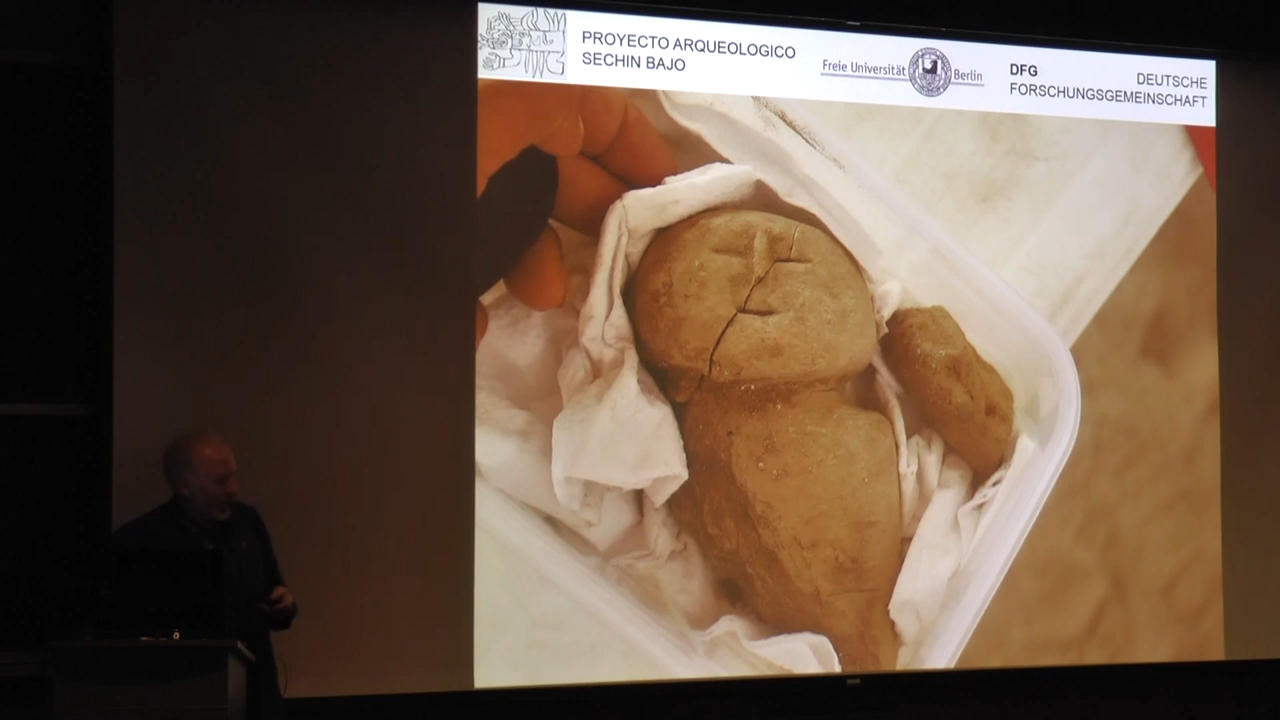 PROYECTO ARQUEOLOGICO
SECHIN BAJO
Freie Universität Berlin
DFG DEUTSCHE
FORSCHUNGSGEMEINSCHAFT